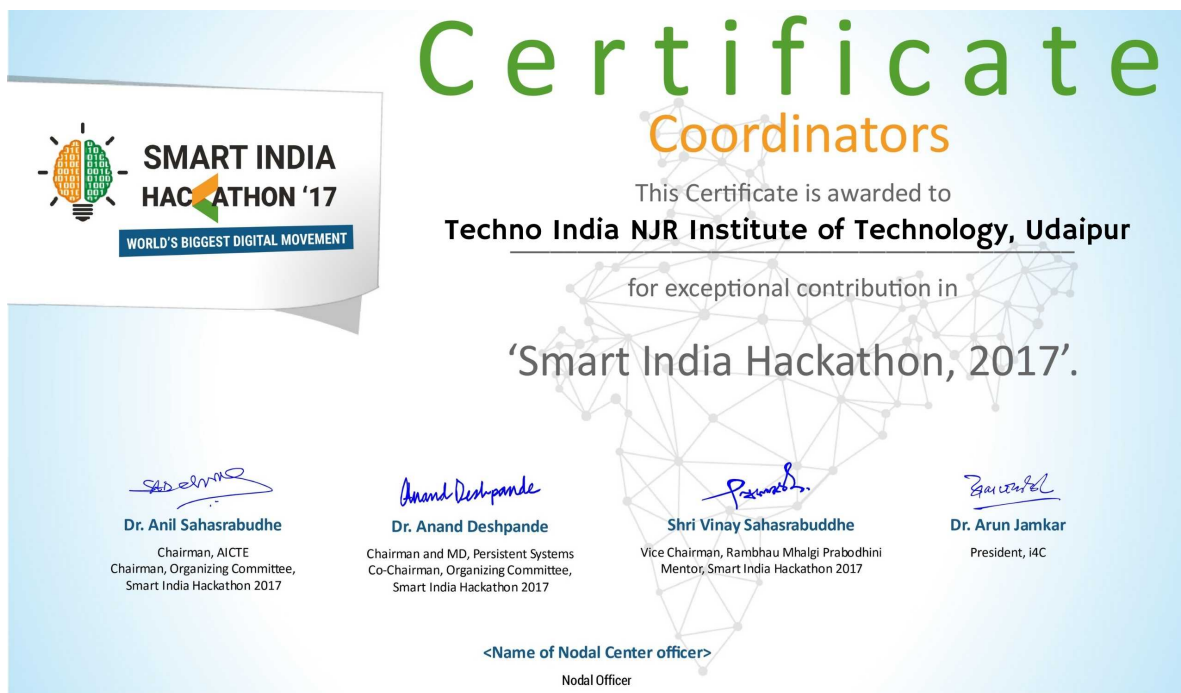 Certificate
Coordinators
This Certificate is awarded to
Techno India NJR Institute of Technology, Udaipur
for exceptional contribution in
‘Smart India Hackathon, 2017’.
SMART INDIA
HACKATHON ‘17
WORLD'S BIGGEST DIGITAL MOVEMENT
Anand Deshpande
Dr. Anil Sahasrabudhe
Chairman, AICTE
Chairman, Organizing Committee,
Smart India Hackathon 2017
Dr. Anand Deshpande
Chairman and MD, Persistent Systems
Co-Chairman, Organizing Committee,
Smart India Hackathon 2017
Shri Vinay Sahasrabuddhe
Vice Chairman, Rambhau Mhalgi Prabodhini
Mentor, Smart India Hackathon 2017
Dr. Arun Jamkar
President, i4C
<Name of Nodal Center officer>
Nodal Officer